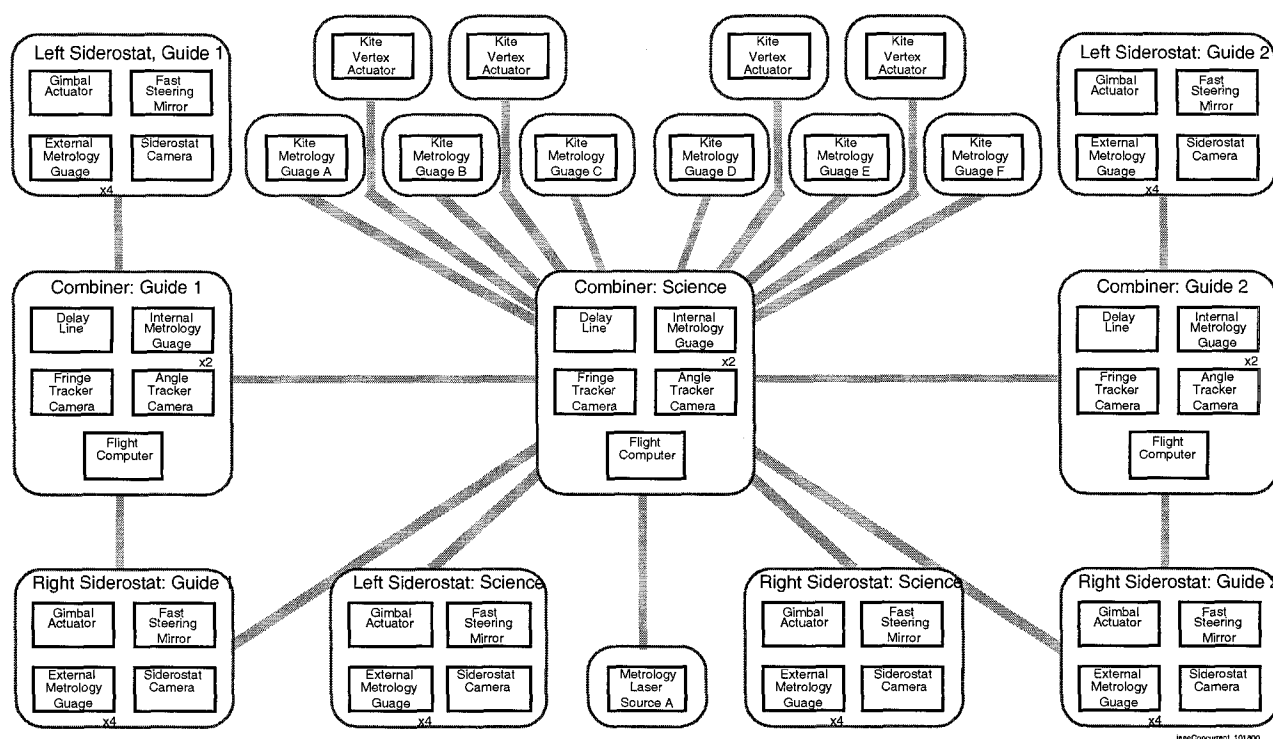 Left Siderostat, Guide 1
Gimbal
Actuator
Fast
Steering
Mirror
External
Metrology
Guage
x4
Siderostat
Camera
Kite
Vertex
Actuator
Kite
Vertex
Actuator
Kite
Vertex
Actuator
Kite
Vertex
Actuator
Left Siderostat: Guide 2
Gimbal
Actuator
Fast
Steering
Mirror
External
Metrology
Guage
x4
Siderostat
Camera
Kite
Metrology
Guage A
Kite
Metrology
Guage B
Kite
Metrology
Guage C
Kite
Metrology
Guage D
Kite
Metrology
Guage E
Kite
Metrology
Guage F
Combiner: Guide 1
Delay
Line
Internal
Metrology
Guage
x2
Fringe
Tracker
Camera
Angle
Tracker
Camera
Flight
Computer
Combiner: Science
Delay
Line
Internal
Metrology
Guage
x2
Fringe
Tracker
Camera
Angle
Tracker
Camera
Flight
Computer
Combiner: Guide 2
Delay
Line
Internal
Metrology
Guage
x2
Fringe
Tracker
Camera
Angle
Tracker
Camera
Flight
Computer
Right Siderostat: Guide 1
Gimbal
Actuator
Fast
Steering
Mirror
External
Metrology
Guage
x4
Siderostat
Camera
Left Siderostat: Science
Gimbal
Actuator
Fast
Steering
Mirror
External
Metrology
Guage
x4
Siderostat
Camera
Metrology
Laser
Source A
Right Siderostat: Science
Gimbal
Actuator
Fast
Steering
Mirror
External
Metrology
Guage
x4
Siderostat
Camera
Right Siderostat: Guide 2
Gimbal
Actuator
Fast
Steering
Mirror
External
Metrology
Guage
x4
Siderostat
Camera